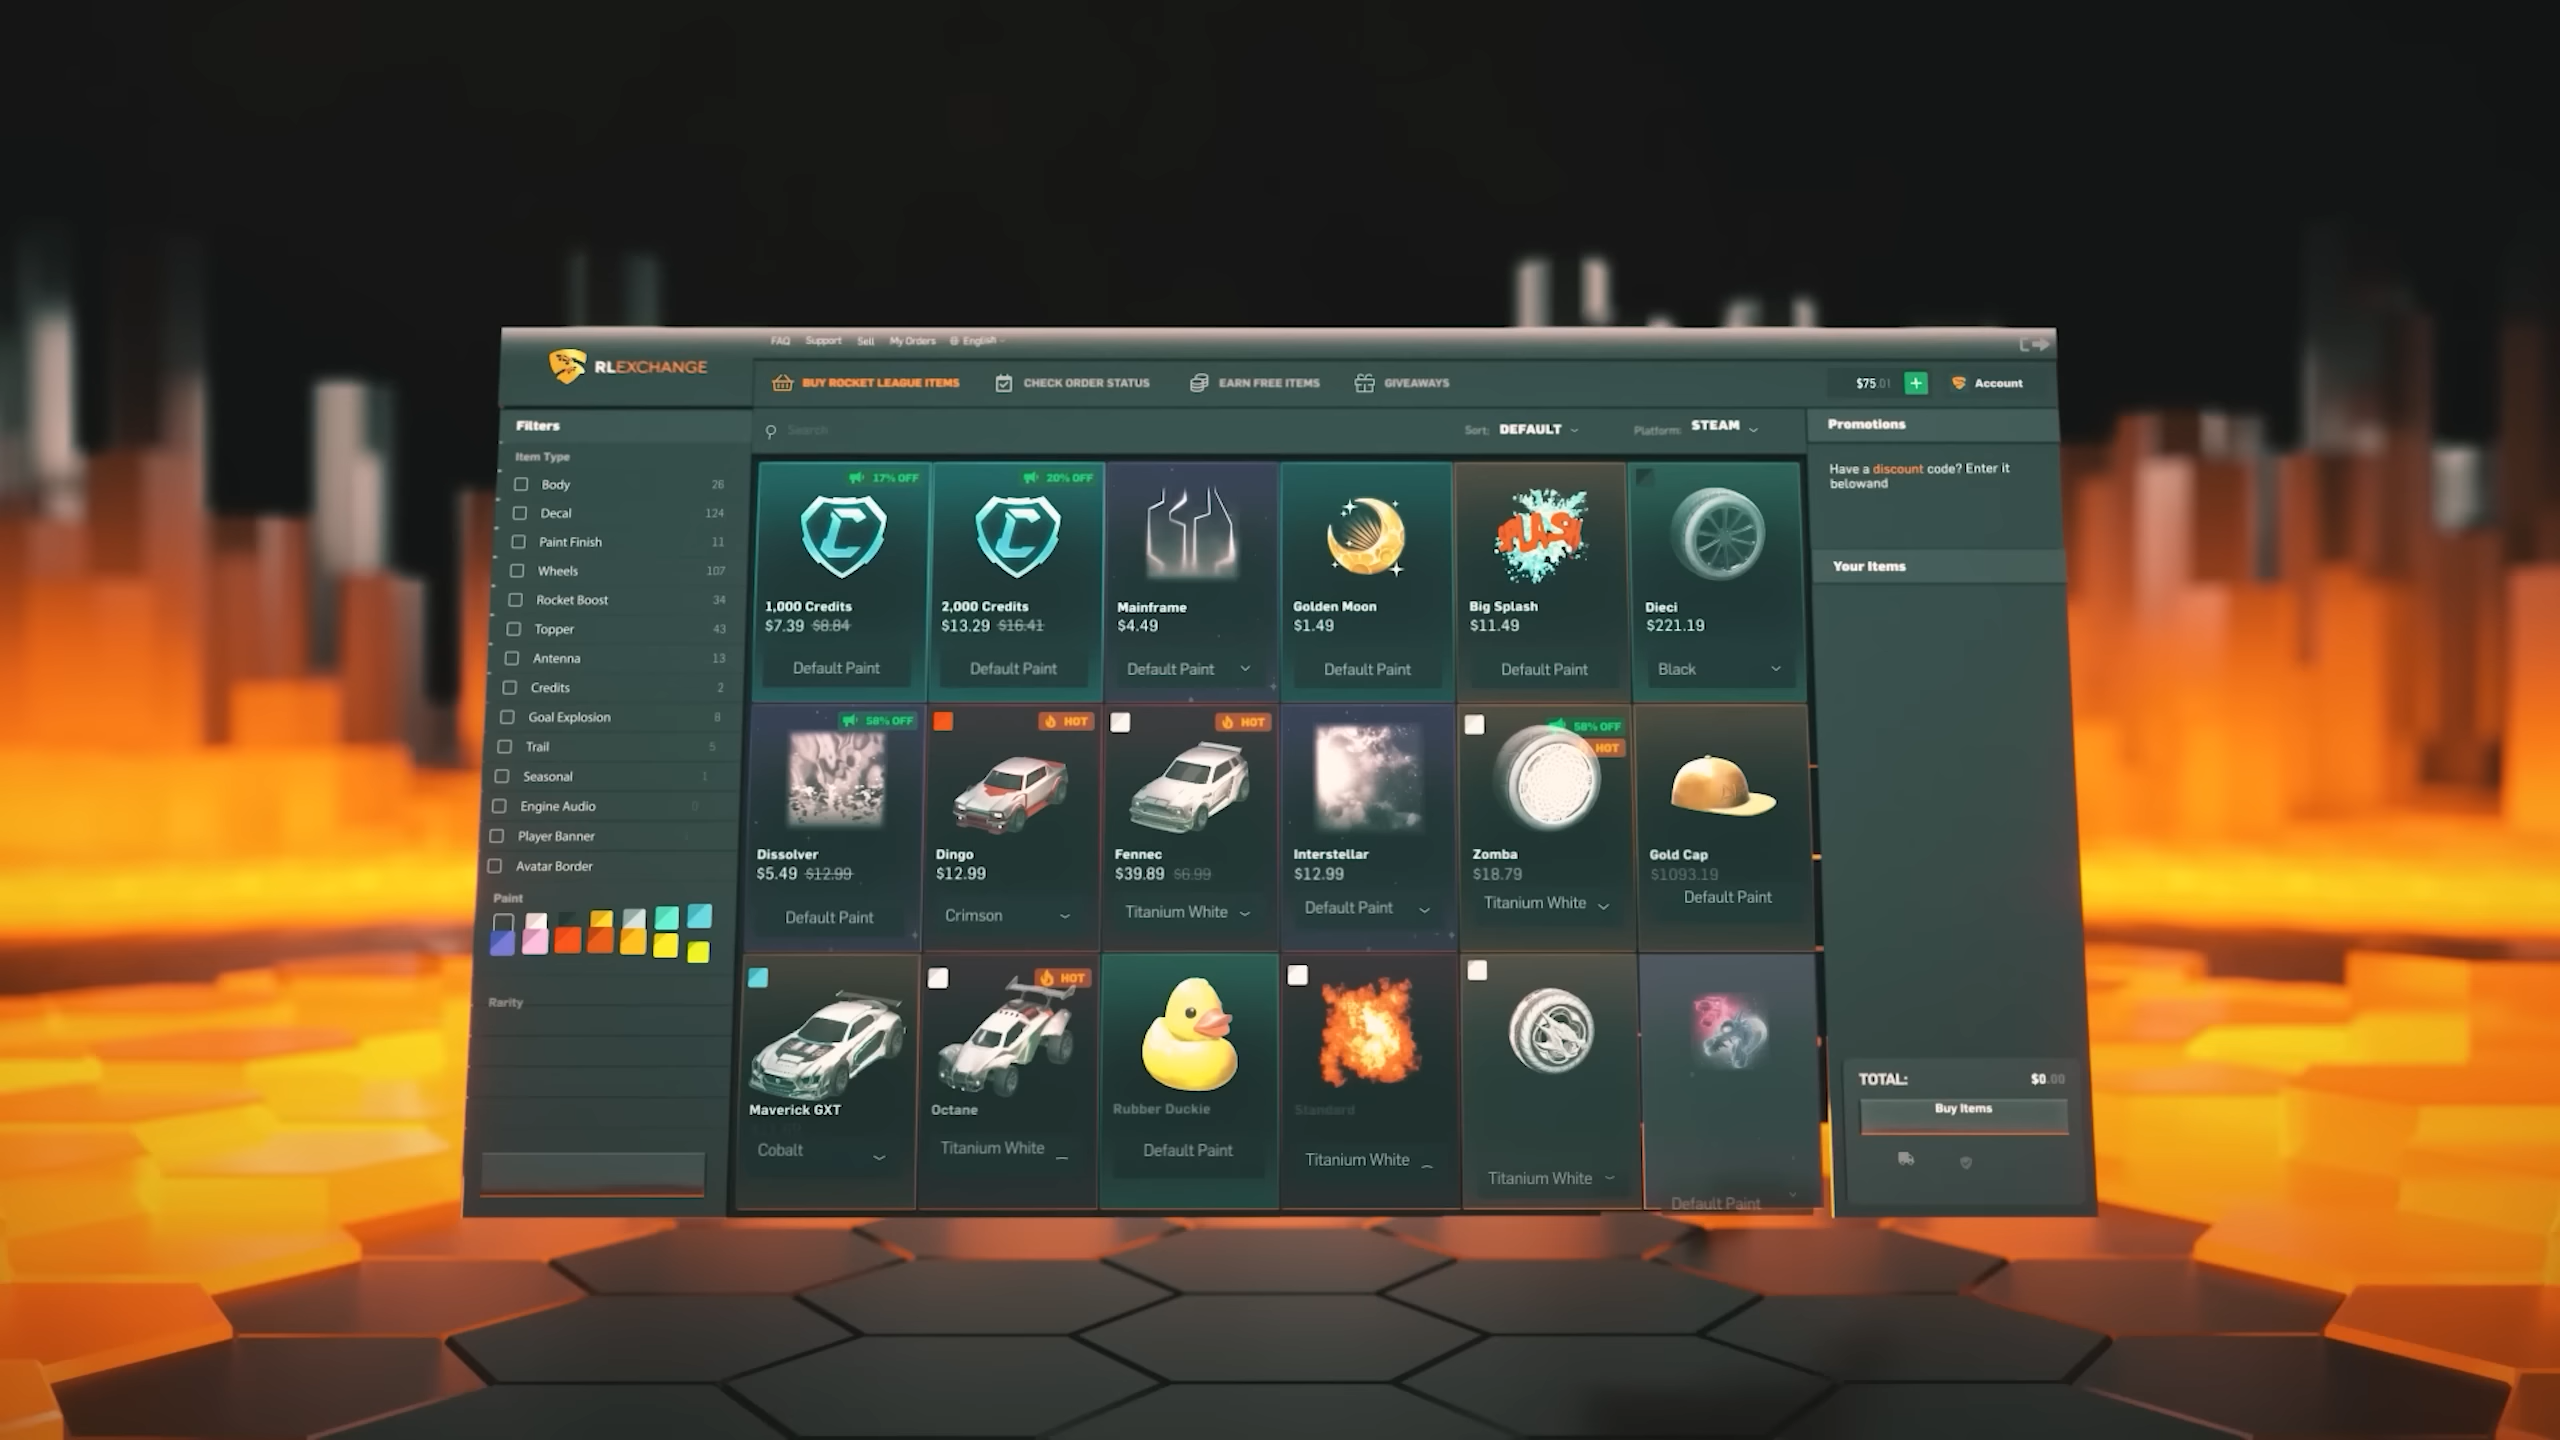 FAQ Support Sell My Orders English
RLEXCHANGE
BUY ROCKET LEAGUE ITEMS CHECK ORDER STATUS EARN FREE ITEMS GIVEAWAYS
$75.01 + Account
Filters
Search
Sort: DEFAULT
Platform: STEAM
Promotions
Have a discount code? Enter it
belowand
Your Items
Item Type
Body 26
Decal 124
Paint Finish 11
Wheels 107
Rocket Boost 34
Topper 43
Antenna 13
Credits 2
Goal Explosion 8
Trail 5
Seasonal 1
Engine Audio 0
Player Banner
Avatar Border
Paint
Rarity
17% OFF
1,000 Credits
$7.39 $8.84
Default Paint
20% OFF
2,000 Credits
$13.29 $16.41
Default Paint
Mainframe
$4.49
Default Paint
Golden Moon
$1.49
Default Paint
SPLASH
Big Splash
$11.49
Default Paint
Dieci
$221.19
Black
58% OFF
Dissolver
$5.49 $12.99
Default Paint
HOT
Dingo
$12.99
Crimson
HOT
Fennec
$39.89 $6.99
Titanium White
Interstellar
$12.99
Default Paint
58% OFF
HOT
Zomba
$18.79
Titanium White
Gold Cap
$1093.19
Default Paint
Maverick GXT
Cobalt
HOT
Octane
Titanium White
Rubber Duckie
Default Paint
Standard
Titanium White
Titanium White
Default Paint
TOTAL: $0.00
Buy Items